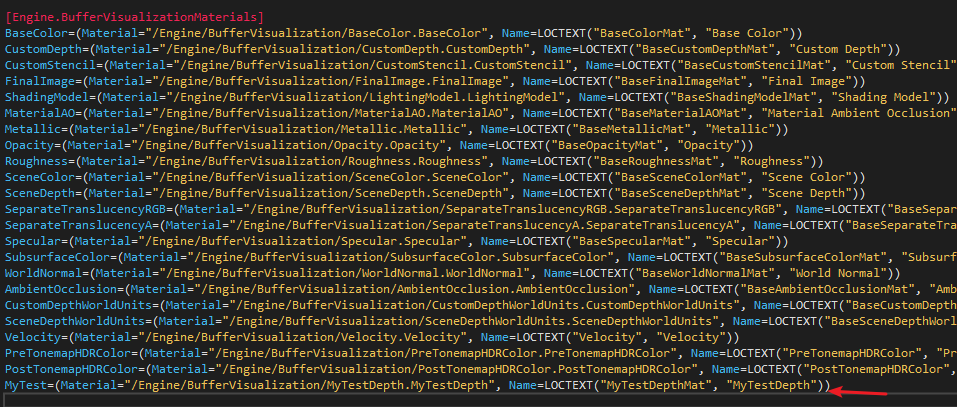 [Engine.BufferVisualizationMaterials]
BaseColor=(Material="/Engine/BufferVisualization/BaseColor.BaseColor", Name=LOCTEXT("BaseColorMat", "Base Color"))
CustomDepth=(Material="/Engine/BufferVisualization/CustomDepth.CustomDepth", Name=LOCTEXT("BaseCustomDepthMat", "Custom Depth"))
CustomStencil=(Material="/Engine/BufferVisualization/CustomStencil.CustomStencil", Name=LOCTEXT("BaseCustomStencilMat", "Custom Stencil"
FinalImage=(Material="/Engine/BufferVisualization/FinalImage.FinalImage", Name=LOCTEXT("BaseFinalImageMat", "Final Image"))
ShadingModel=(Material="/Engine/BufferVisualization/LightingModel.LightingModel", Name=LOCTEXT("BaseShadingModelMat", "Shading Model"))
MaterialAO=(Material="/Engine/BufferVisualization/MaterialAO.MaterialAO", Name=LOCTEXT("BaseMaterialAOMat", "Material Ambient Occlusion"
Metallic=(Material="/Engine/BufferVisualization/Metallic.Metallic", Name=LOCTEXT("BaseMetallicMat", "Metallic"))
Opacity=(Material="/Engine/BufferVisualization/Opacity.Opacity", Name=LOCTEXT("BaseOpacityMat", "Opacity"))
Roughness=(Material="/Engine/BufferVisualization/Roughness.Roughness", Name=LOCTEXT("BaseRoughnessMat", "Roughness"))
SceneColor=(Material="/Engine/BufferVisualization/SceneColor.SceneColor", Name=LOCTEXT("BaseSceneColorMat", "Scene Color"))
SceneDepth=(Material="/Engine/BufferVisualization/SceneDepth.SceneDepth", Name=LOCTEXT("BaseSceneDepthMat", "Scene Depth"))
SeparateTranslucencyRGB=(Material="/Engine/BufferVisualization/SeparateTranslucencyRGB.SeparateTranslucencyRGB", Name=LOCTEXT("BaseSepar
SeparateTranslucencyA=(Material="/Engine/BufferVisualization/SeparateTranslucencyA.SeparateTranslucencyA", Name=LOCTEXT("BaseSeparateTra
Specular=(Material="/Engine/BufferVisualization/Specular.Specular", Name=LOCTEXT("BaseSpecularMat", "Specular"))
SubsurfaceColor=(Material="/Engine/BufferVisualization/SubsurfaceColor.SubsurfaceColor", Name=LOCTEXT("BaseSubsurfaceColorMat", "Subsurf
WorldNormal=(Material="/Engine/BufferVisualization/WorldNormal.WorldNormal", Name=LOCTEXT("BaseWorldNormalMat", "World Normal"))
AmbientOcclusion=(Material="/Engine/BufferVisualization/AmbientOcclusion.AmbientOcclusion", Name=LOCTEXT("BaseAmbientOcclusionMat", "Amb
CustomDepthWorldUnits=(Material="/Engine/BufferVisualization/CustomDepthWorldUnits.CustomDepthWorldUnits", Name=LOCTEXT("BaseCustomDepth
SceneDepthWorldUnits=(Material="/Engine/BufferVisualization/SceneDepthWorldUnits.SceneDepthWorldUnits", Name=LOCTEXT("BaseSceneDepthWorl
Velocity=(Material="/Engine/BufferVisualization/Velocity.Velocity", Name=LOCTEXT("Velocity", "Velocity"))
PreTonemapHDRColor=(Material="/Engine/BufferVisualization/PreTonemapHDRColor.PreTonemapHDRColor", Name=LOCTEXT("PreTonemapHDRColor", "Pr
PostTonemapHDRColor=(Material="/Engine/BufferVisualization/PostTonemapHDRColor.PostTonemapHDRColor", Name=LOCTEXT("PostTonemapHDRColor",
MyTest=(Material="/Engine/BufferVisualization/MyTestDepth.MyTestDepth", Name=LOCTEXT("MyTestDepthMat", "MyTestDepth"))